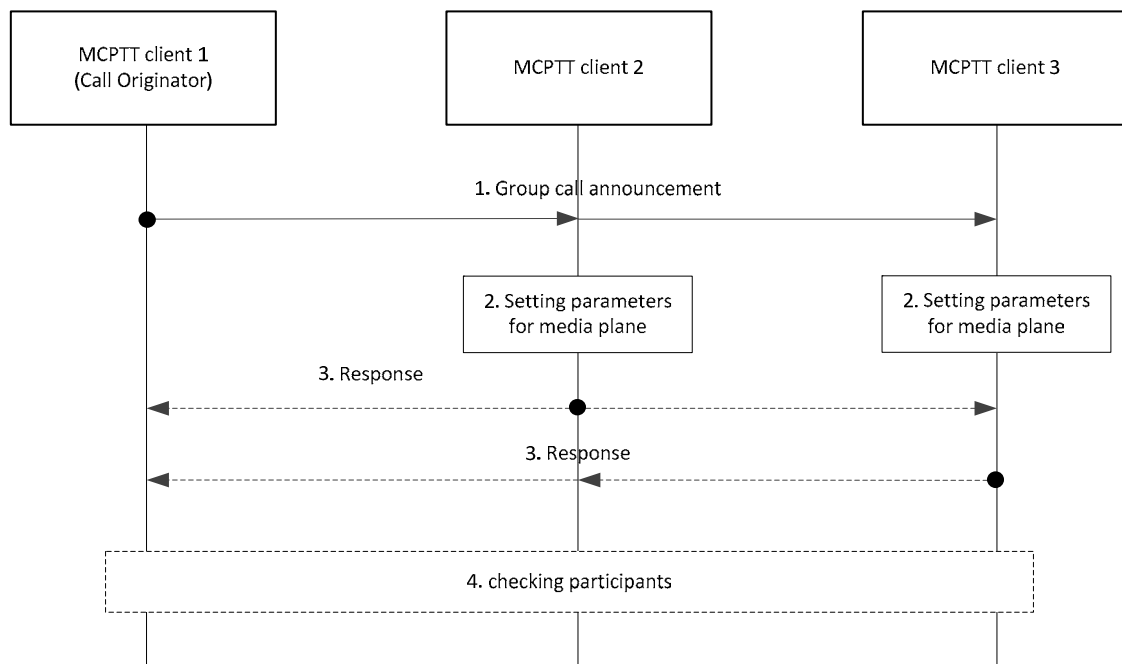 MCPTT client 1
(Call Originator)
MCPTT client 2
MCPTT client 3
1. Group call announcement
2. Setting parameters
for media plane
2. Setting parameters
for media plane
3. Response
3. Response
4. checking participants